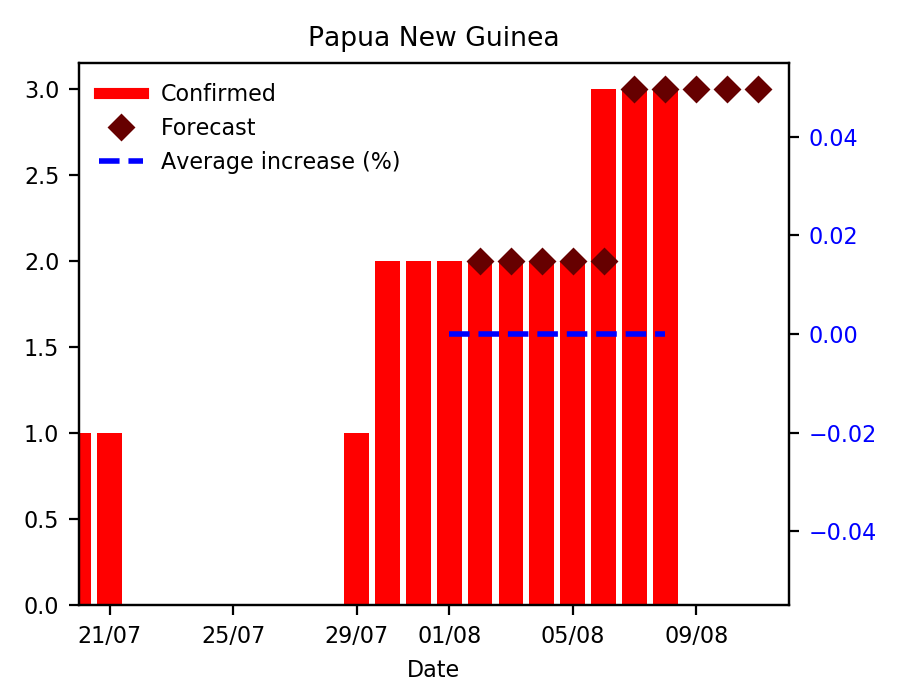 Papua New Guinea
Confirmed
Forecast
Average increase (%)
3.0
2.5
2.0
1.5
1.0
0.5
0.0
0.04
0.02
0.00
−0.02
−0.04
21/07 25/07 29/07 01/08 05/08 09/08
Date